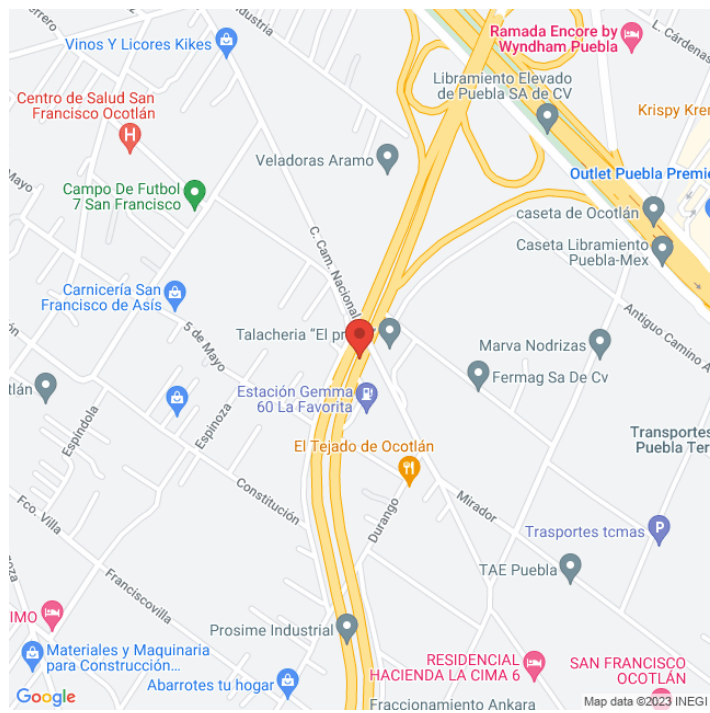 errero
Industria
L. Cárdenas
Vinos Y Licores Kikes
Ramada Encore by
Wyndham Puebla
Libramiento Elevado
de Puebla SA de CV
Centro de Salud San
Francisco Ocotlán
Krispy Krem
Veladoras Aramo
Mayo
Campo De Futbol
7 San Francisco
Outlet Puebla Premie
caseta de Ocotlán
C. Cam. Nacional
Caseta Libramiento
Puebla-Mex
Carnicería San
Francisco de Asís
Antiguo Camino A
5 de Mayo
Talacheria "El pr
Marva Nodrizas
Fermag Sa De Cv
otlán
Estación Gemma
60 La Favorita
Espíndola
Espinoza
El Tejado de Ocotlán
Transportes
Puebla Ter
Constitución
Mirador
Fco. Villa
Durango
Trasportes tcmas
TAE Puebla
Franciscovilla
IMO
Prosime Industrial
Materiales y Maquinaria
para Construcción...
RESIDENCIAL
HACIENDA LA CIMA 6
SAN FRANCISCO
OCOTLÁN
Abarrotes tu hogar
Fraccionamiento Ankara
Google
Map data ©2023 INEGI